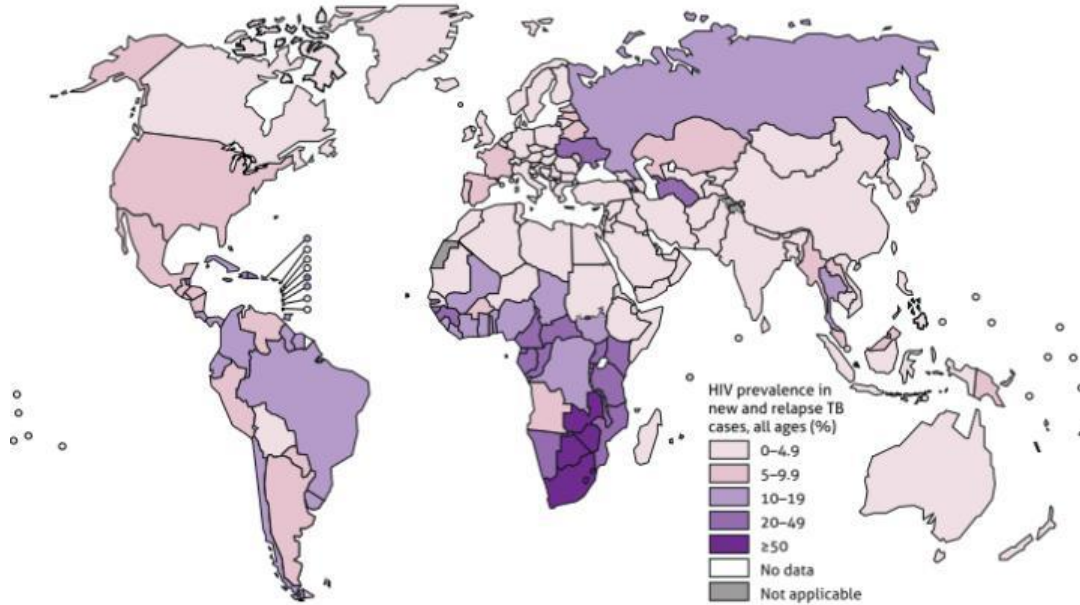 HIV prevalence in
new and relapse TB
cases, all ages (%)
0–4.9
5–9.9
10–19
20–49
≥50
No data
Not applicable